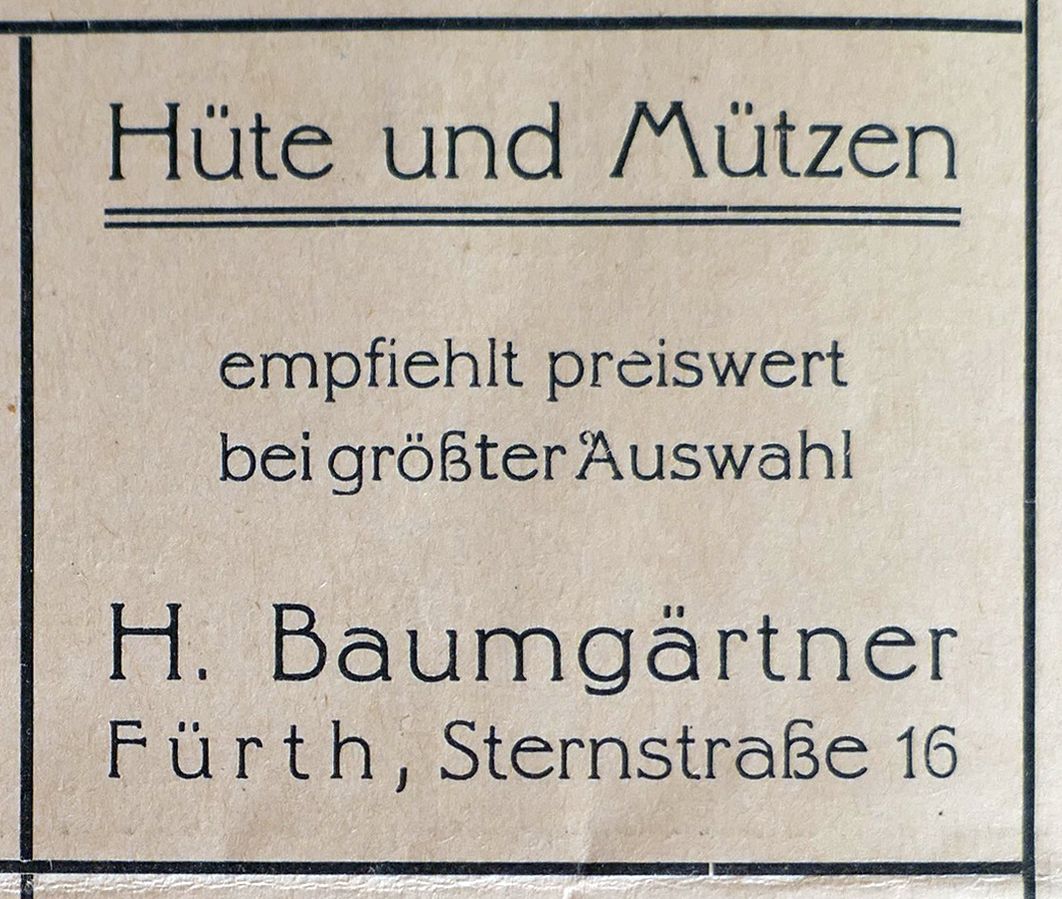 Hüte und Mützen
empfiehlt preiswert
bei größter Auswahl
H. Baumgärtner
Fürth, Sternstraße 16